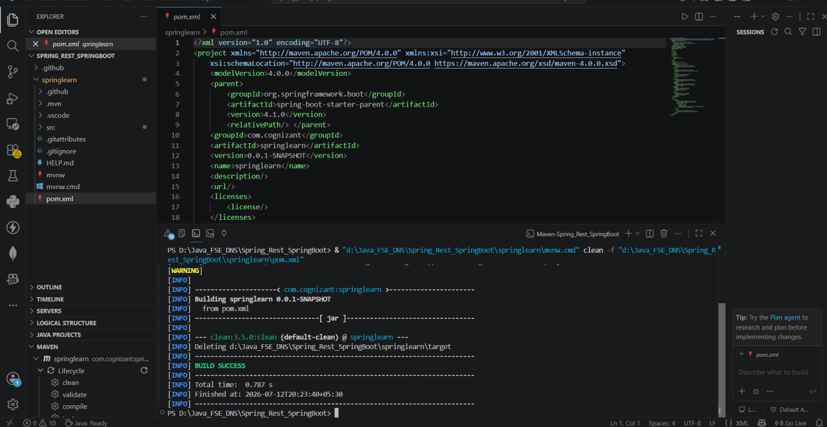 EXPLORER
OPEN EDITORS
pom.xml springlearn
SPRING_REST_SPRINGBOOT
.github
springlearn
.github
.mvn
.vscode
src
.gitattributes
.gitignore
HELP.md
mvnw
mvnw.cmd
pom.xml
OUTLINE
TIMELINE
SERVERS
LOGICAL STRUCTURE
JAVA PROJECTS
MAVEN
springlearn com.cognizant:spri...
Lifecycle
clean
validate
compile
pom.xml
springlearn > pom.xml
1 <?xml version="1.0" encoding="UTF-8"?>
2 <project xmlns="http://maven.apache.org/POM/4.0.0" xmlns:xsi="http://www.w3.org/2001/XMLSchema-instance"
3 xsi:schemaLocation="http://maven.apache.org/POM/4.0.0 https://maven.apache.org/xsd/maven-4.0.0.xsd">
4 <modelVersion>4.0.0</modelVersion>
5 <parent>
6 <groupId>org.springframework.boot</groupId>
7 <artifactId>spring-boot-starter-parent</artifactId>
8 <version>4.1.0</version>
9 <relativePath/> </parent>
10 <groupId>com.cognizant</groupId>
11 <artifactId>springlearn</artifactId>
12 <version>0.0.1-SNAPSHOT</version>
13 <name>springlearn</name>
14 <description/>
15 <url/>
16 <licenses>
17 <license/>
18 </licenses>
Maven-Spring_Rest_SpringBoot
PS D:\Java_FSE_DNS\Spring_Rest_SpringBoot> & "d:\Java_FSE_DNS\Spring_Rest_SpringBoot\springlearn\mvnw.cmd" clean -f "d:\Java_FSE_DNS\Spring_R
est_SpringBoot\springlearn\pom.xml"
[WARNING]
[INFO]
[INFO] ---------------------< com.cognizant:springlearn >----------------------
[INFO] Building springlearn 0.0.1-SNAPSHOT
[INFO]   from pom.xml
[INFO] --------------------------------[ jar ]---------------------------------
[INFO]
[INFO] --- clean:3.5.0:clean (default-clean) @ springlearn ---
[INFO] Deleting d:\Java_FSE_DNS\Spring_Rest_SpringBoot\springlearn\target
[INFO] ------------------------------------------------------------------------
[INFO] BUILD SUCCESS
[INFO] ------------------------------------------------------------------------
[INFO] Total time:  0.787 s
[INFO] Finished at: 2026-07-12T20:23:40+05:30
[INFO] ------------------------------------------------------------------------
PS D:\Java_FSE_DNS\Spring_Rest_SpringBoot>
SESSIONS
Tip: Try the Plan agent to
research and plan before
implementing changes.
pom.xml
Describe what to build
L...
Default A...
0 10 Java: Ready
Ln 1, Col 1 Spaces: 4 UTF-8 LF {} XML Go Live